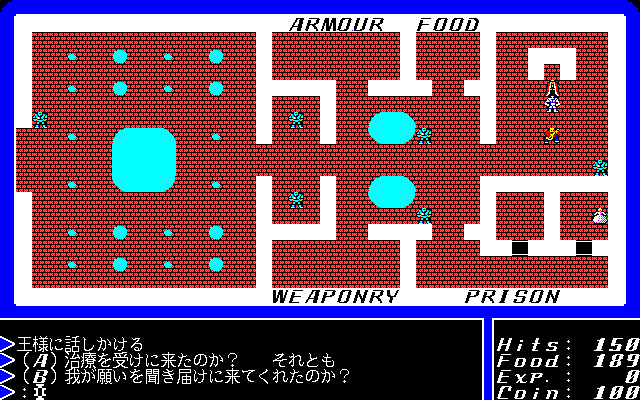 ARMOUR FOOD
WEAPONRY PRISON
王様に話しかける
(A) 治療を受けに来たのか？ それとも
(B) 我が願いを聞き届けに来てくれたのか？
:
Hits: 150
Food: 189
Exp.: 0
Coin: 100